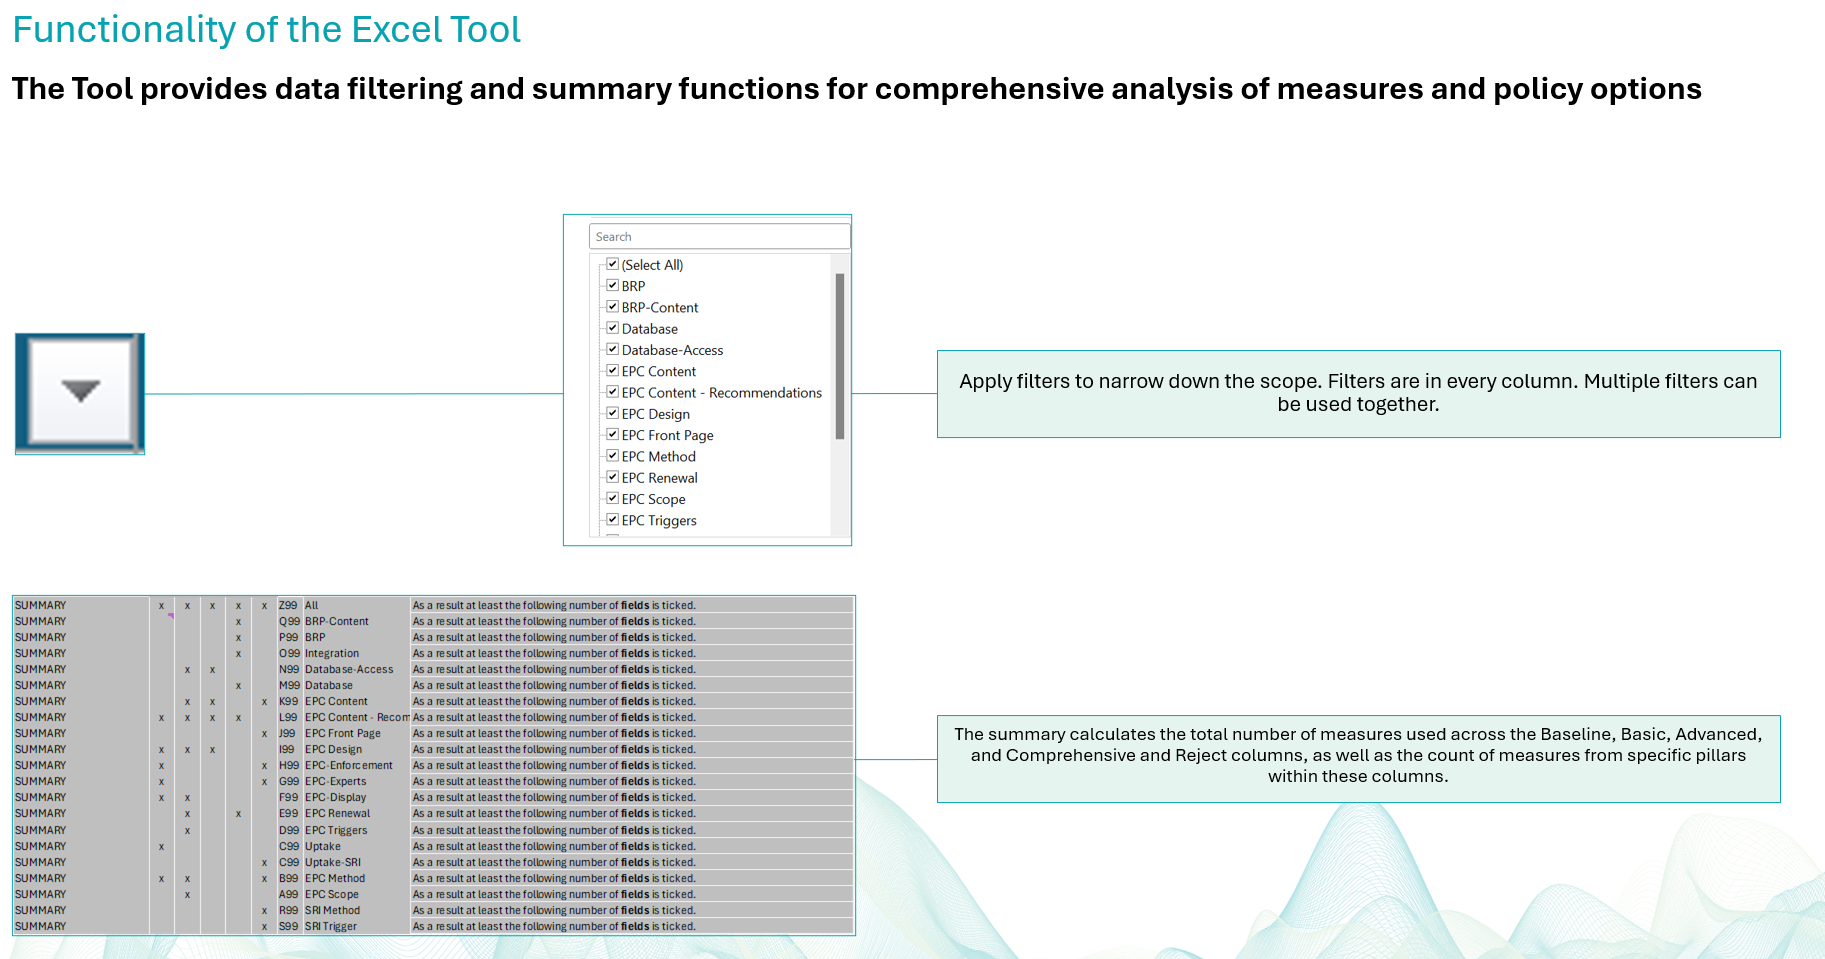 Functionality of the Excel Tool
The Tool provides data filtering and summary functions for comprehensive analysis of measures and policy options
Search
(Select All)
BRP
BRP-Content
Database
Database-Access
EPC Content
EPC Content - Recommendations
EPC Design
EPC Front Page
EPC Method
EPC Renewal
EPC Scope
EPC Triggers
Apply filters to narrow down the scope. Filters are in every column. Multiple filters can
be used together.
SUMMARY x x x x x Z99 All As a result at least the following number of fields is ticked.
SUMMARY x Q99 BRP-Content As a result at least the following number of fields is ticked.
SUMMARY x P99 BRP As a result at least the following number of fields is ticked.
SUMMARY x O99 Integration As a result at least the following number of fields is ticked.
SUMMARY x x N99 Database-Access As a result at least the following number of fields is ticked.
SUMMARY x M99 Database As a result at least the following number of fields is ticked.
SUMMARY x x x K99 EPC Content As a result at least the following number of fields is ticked.
SUMMARY x x x x L99 EPC Content - Recom As a result at least the following number of fields is ticked.
SUMMARY x J99 EPC Front Page As a result at least the following number of fields is ticked.
SUMMARY x x x I99 EPC Design As a result at least the following number of fields is ticked.
SUMMARY x x H99 EPC-Enforcement As a result at least the following number of fields is ticked.
SUMMARY x x G99 EPC-Experts As a result at least the following number of fields is ticked.
SUMMARY x x F99 EPC-Display As a result at least the following number of fields is ticked.
SUMMARY x x E99 EPC Renewal As a result at least the following number of fields is ticked.
SUMMARY x D99 EPC Triggers As a result at least the following number of fields is ticked.
SUMMARY x C99 Uptake As a result at least the following number of fields is ticked.
SUMMARY x C99 Uptake-SRI As a result at least the following number of fields is ticked.
SUMMARY x x x B99 EPC Method As a result at least the following number of fields is ticked.
SUMMARY x A99 EPC Scope As a result at least the following number of fields is ticked.
SUMMARY x R99 SRI Method As a result at least the following number of fields is ticked.
SUMMARY x S99 SRI Trigger As a result at least the following number of fields is ticked.
The summary calculates the total number of measures used across the Baseline, Basic, Advanced,
and Comprehensive and Reject columns, as well as the count of measures from specific pillars
within these columns.